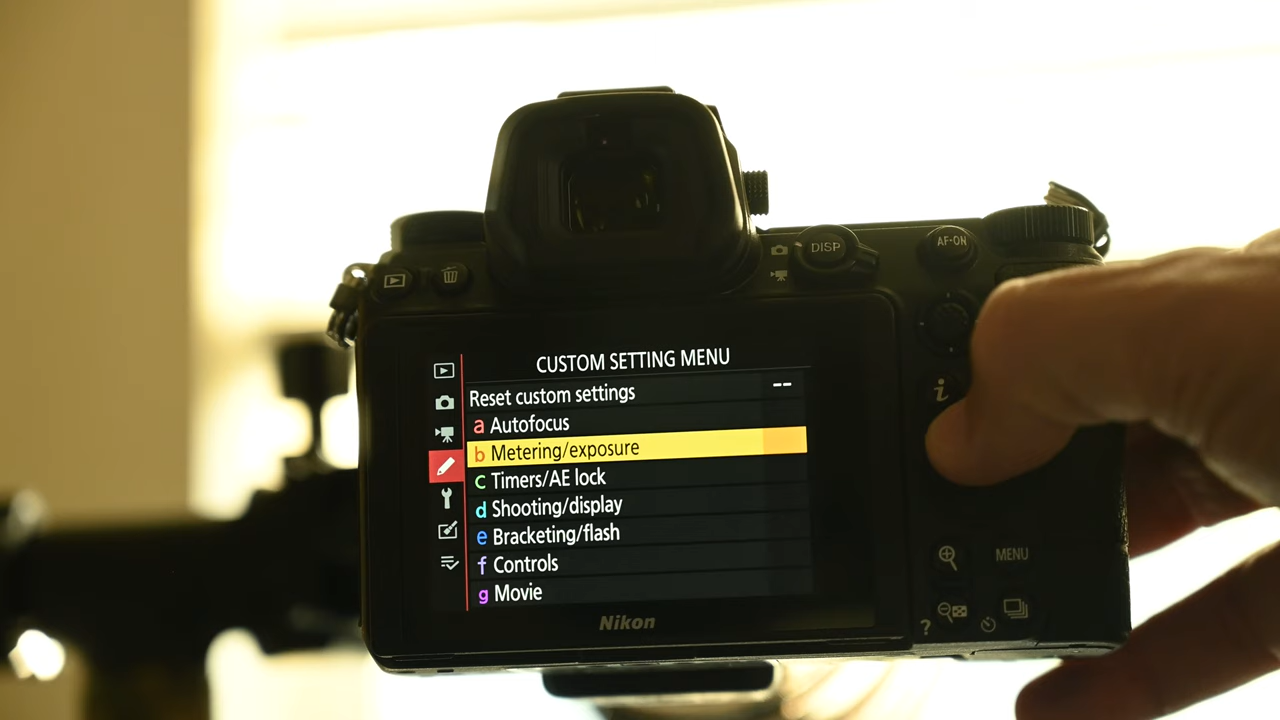 DISP
AF-ON
CUSTOM SETTING MENU
Reset custom settings --
a Autofocus
b Metering/exposure
c Timers/AE lock
d Shooting/display
e Bracketing/flash
f Controls
g Movie
i
MENU
?
Nikon